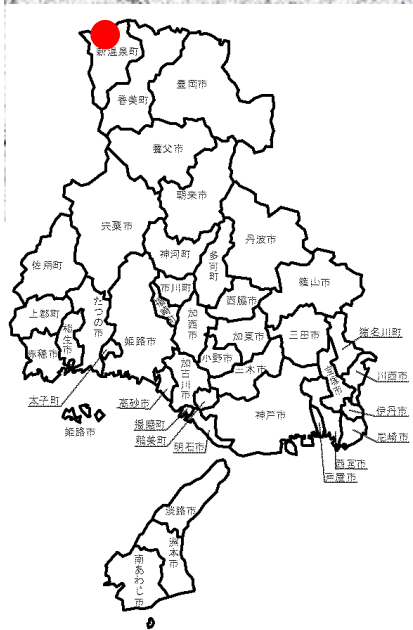 新温泉町
豊岡市
香美町
養父市
朝来市
宍粟市
丹波市
神河町
多可町
佐用町
篠山市
市川町
西脇市
上郡町
たつの市
加西市
相生市
姫路市
加東市
三田市
猪名川町
赤穂市
小野市
三木市
加古川市
川西市
太子町
高砂市
神戸市
伊丹市
姫路市
播磨町
尼崎市
稲美町
明石市
西宮市
芦屋市
淡路市
洲本市
南あわじ市